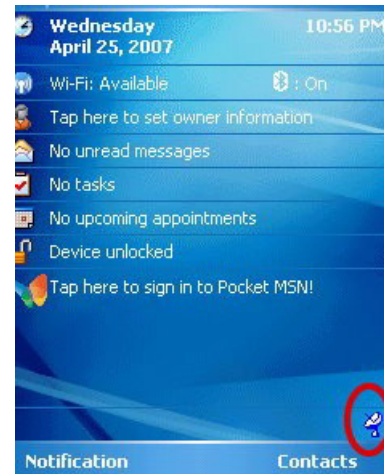 Wednesday 10:56 PM
April 25, 2007
Wi-Fi: Available : On
Tap here to set owner information
No unread messages
No tasks
No upcoming appointments
Device unlocked
Tap here to sign in to Pocket MSN!
Notification Contacts